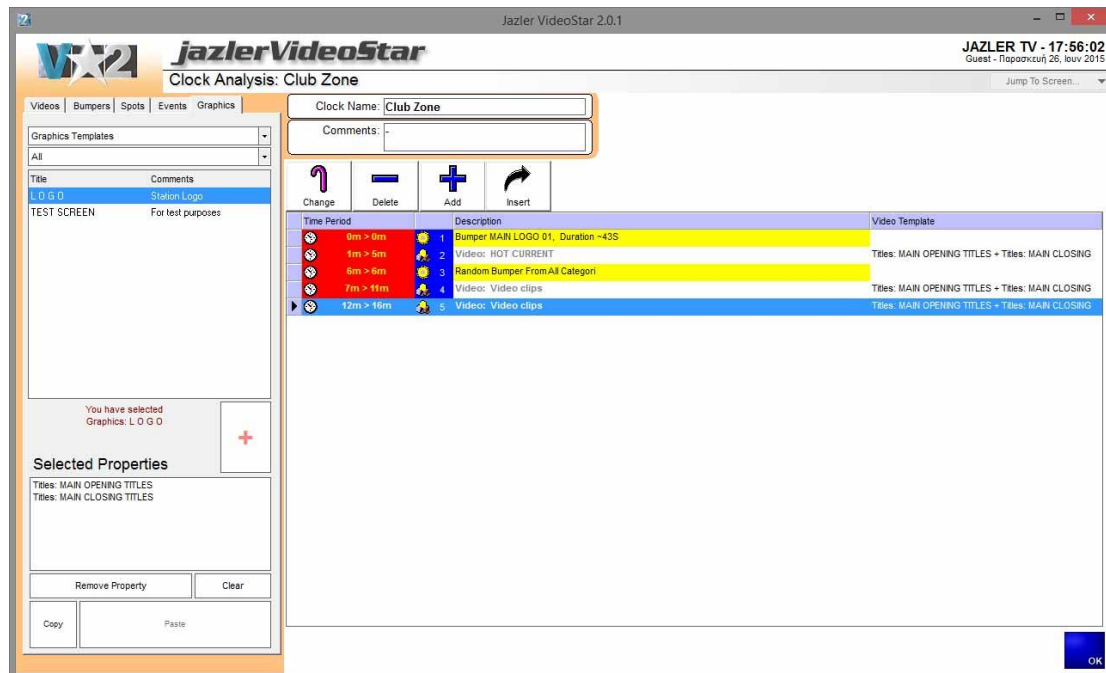 Jazler VideoStar 2.0.1
V☆2 jazlerVideoStar
JAZLER TV - 17:56:02
Guest - Παρασκευή 26, Ιουν 2015
Clock Analysis: Club Zone
Jump To Screen...
Videos Bumpers Spots Events Graphics
Graphics Templates
All
Title Comments
L O G O Station Logo
TEST SCREEN For test purposes
You have selected
Graphics: L O G O
+
Selected Properties
Titles: MAIN OPENING TITLES
Titles: MAIN CLOSING TITLES
Remove Property Clear
Copy Paste
Clock Name: Club Zone
Comments: -
Change Delete Add Insert
Time Period Description Video Template
0m > 0m 1 Bumper MAIN LOGO 01, Duration ~43S
1m > 5m 2 Video: HOT CURRENT Titles: MAIN OPENING TITLES + Titles: MAIN CLOSING
6m > 6m 3 Random Bumper From All Categori
7m > 11m 4 Video: Video clips Titles: MAIN OPENING TITLES + Titles: MAIN CLOSING
12m > 16m 5 Video: Video clips Titles: MAIN OPENING TITLES + Titles: MAIN CLOSING
OK